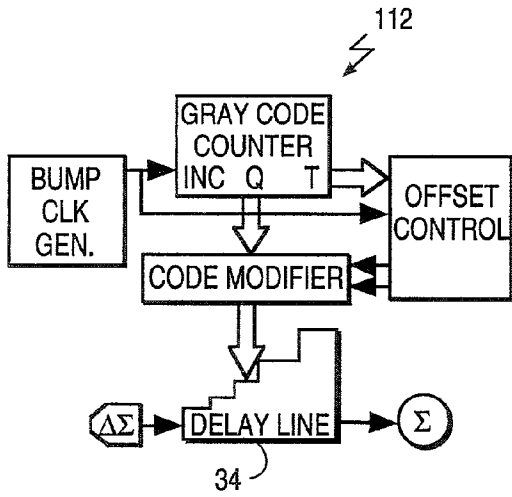 112
GRAY CODE
COUNTER
INC Q T
BUMP
CLK
GEN.
OFFSET
CONTROL
CODE MODIFIER
ΔΣ
DELAY LINE
Σ
34